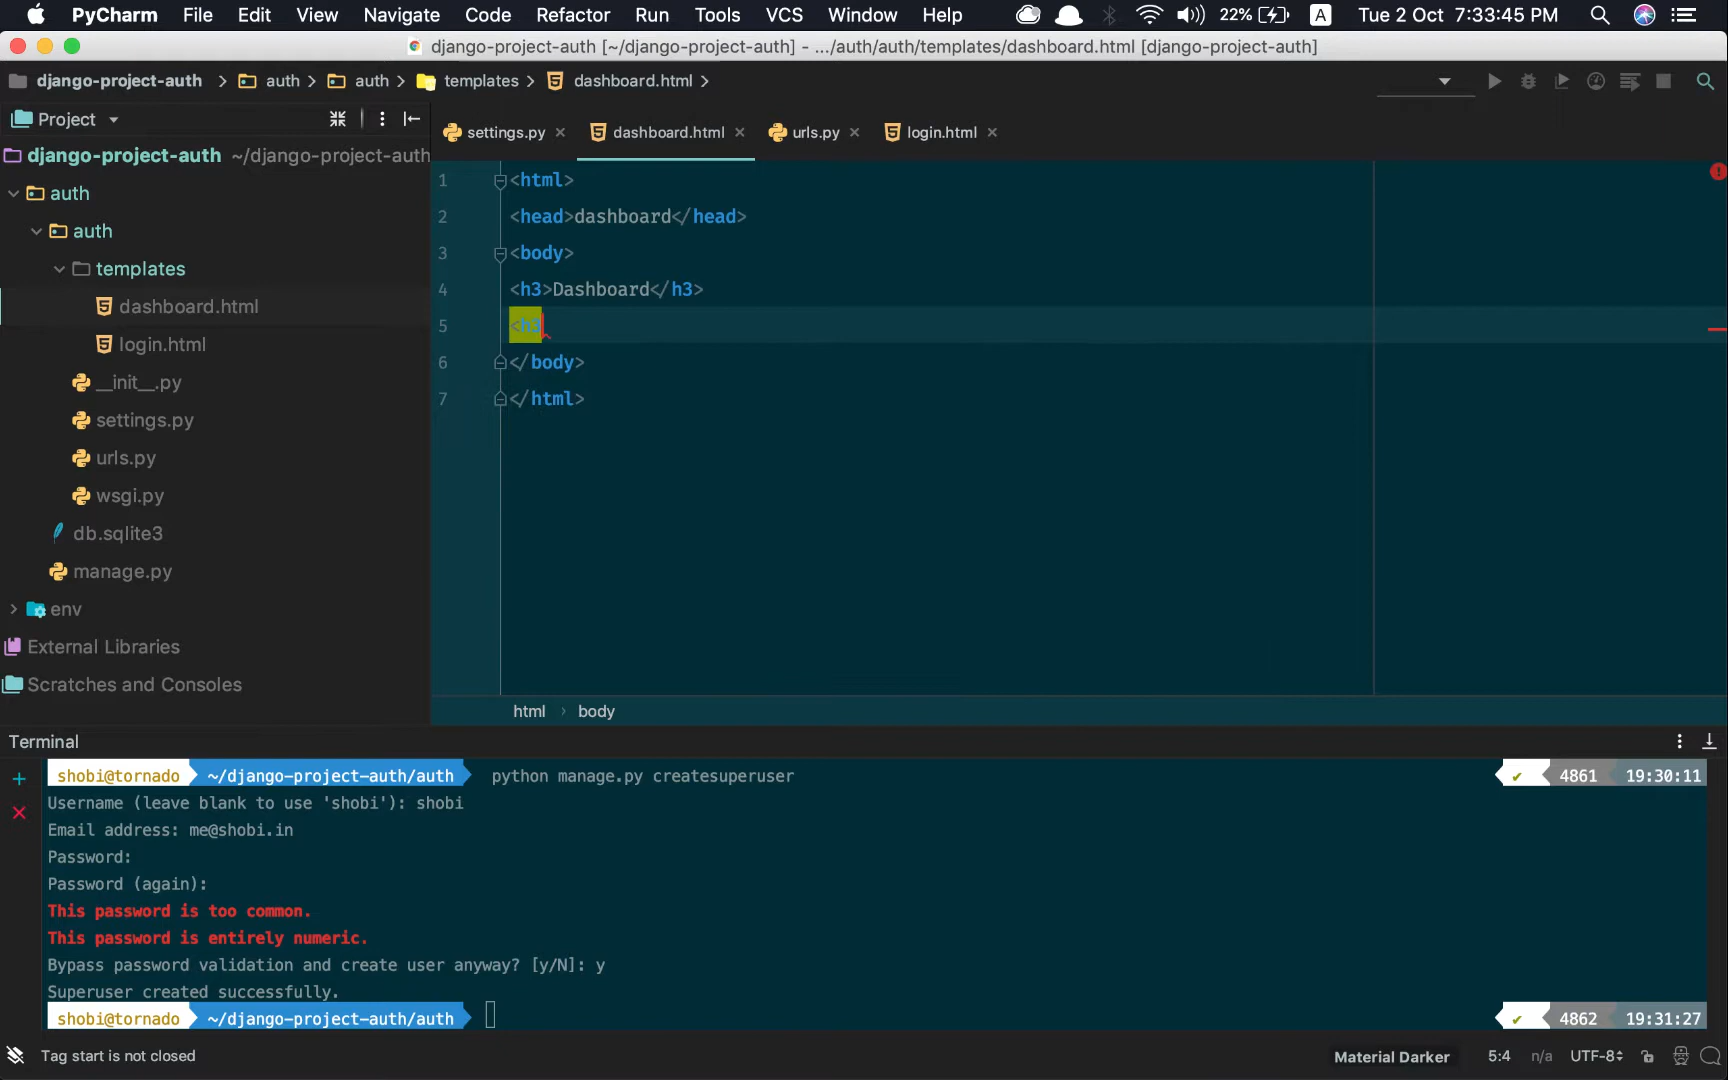 PyCharm File Edit View Navigate Code Refactor Run Tools VCS Window Help 22% A Tue 2 Oct 7:33:45 PM
django-project-auth [~/django-project-auth] - .../auth/auth/templates/dashboard.html [django-project-auth]
django-project-auth auth auth templates dashboard.html
Project
settings.py dashboard.html urls.py login.html
django-project-auth ~/django-project-auth
auth
auth
templates
dashboard.html
login.html
__init__.py
settings.py
urls.py
wsgi.py
db.sqlite3
manage.py
env
External Libraries
Scratches and Consoles
1 <html>
2 <head>dashboard</head>
3 <body>
4 <h3>Dashboard</h3>
5 <h3
6 </body>
7 </html>
html › body
Terminal
shobi@tornado ~/django-project-auth/auth python manage.py createsuperuser ✔ 4861 19:30:11
Username (leave blank to use 'shobi'): shobi
Email address: me@shobi.in
Password:
Password (again):
This password is too common.
This password is entirely numeric.
Bypass password validation and create user anyway? [y/N]: y
Superuser created successfully.
shobi@tornado ~/django-project-auth/auth ✔ 4862 19:31:27
Tag start is not closed Material Darker 5:4 n/a UTF-8